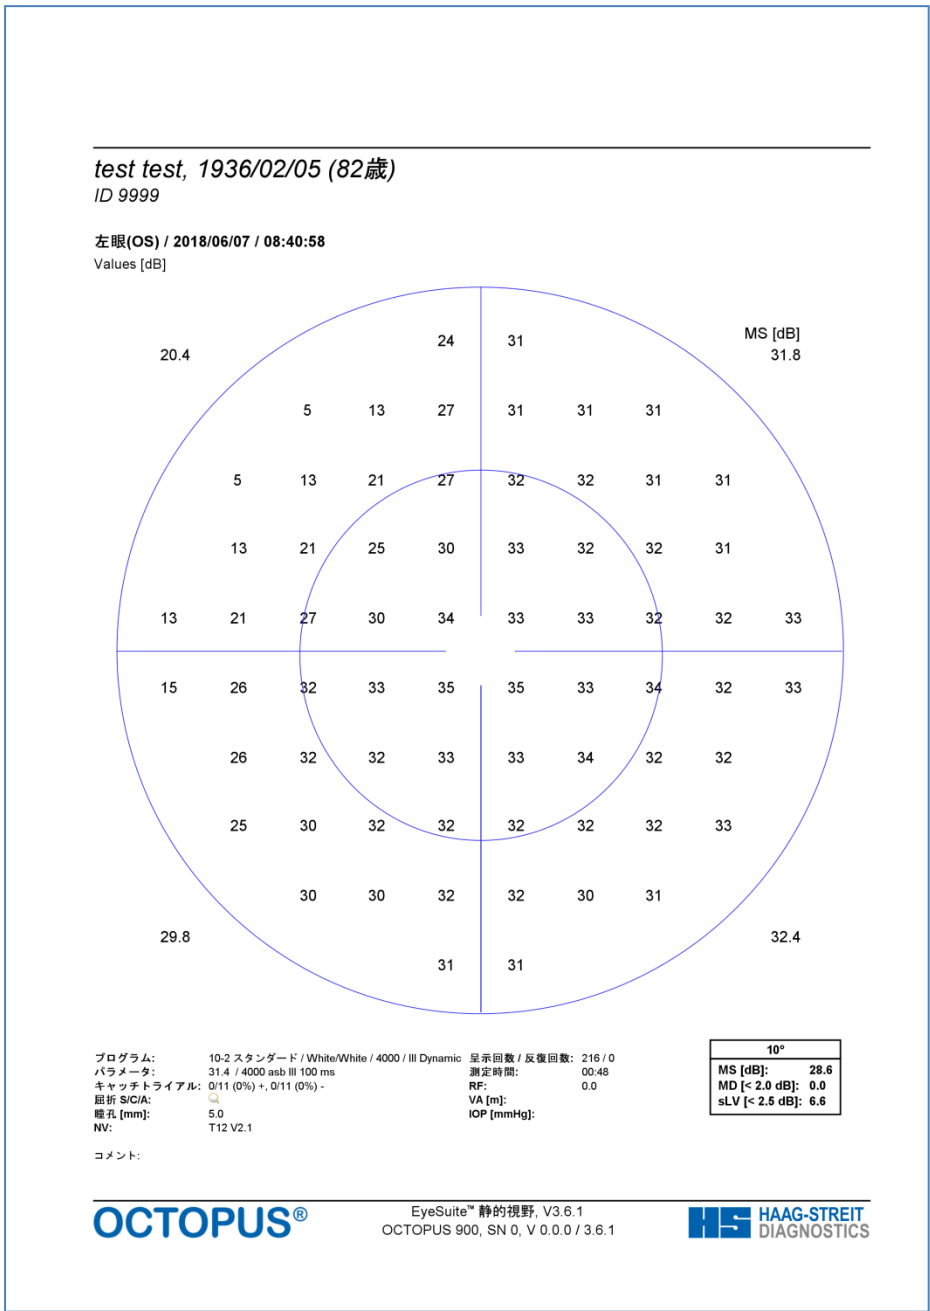 test test, 1936/02/05 (82歳)
ID 9999
左眼(OS) / 2018/06/07 / 08:40:58
Values [dB]
MS [dB]
20.4 31.8
24 31
5 13 27 31 31 31
5 13 21 27 32 32 31 31
13 21 25 30 33 32 32 31
13 21 27 30 34 33 33 32 32 33
15 26 32 33 35 35 33 34 32 33
26 32 32 33 33 34 32 32
25 30 32 32 32 32 32 33
30 30 32 32 30 31
29.8 32.4
31 31
プログラム: 10-2 スタンダード / White/White / 4000 / III Dynamic 呈示回数 / 反復回数: 216 / 0
パラメータ: 31.4 / 4000 asb III 100 ms 測定時間: 00:48
キャッチトライアル: 0/11 (0%) +, 0/11 (0%) - RF: 0.0
屈折 S/C/A: VA [m]:
瞳孔 [mm]: 5.0 IOP [mmHg]:
NV: T12 V2.1
コメント:
10°
MS [dB]: 28.6
MD [< 2.0 dB]: 0.0
sLV [< 2.5 dB]: 6.6
OCTOPUS®
EyeSuite™ 静的視野, V3.6.1
OCTOPUS 900, SN 0, V 0.0.0 / 3.6.1
HS HAAG-STREIT
DIAGNOSTICS